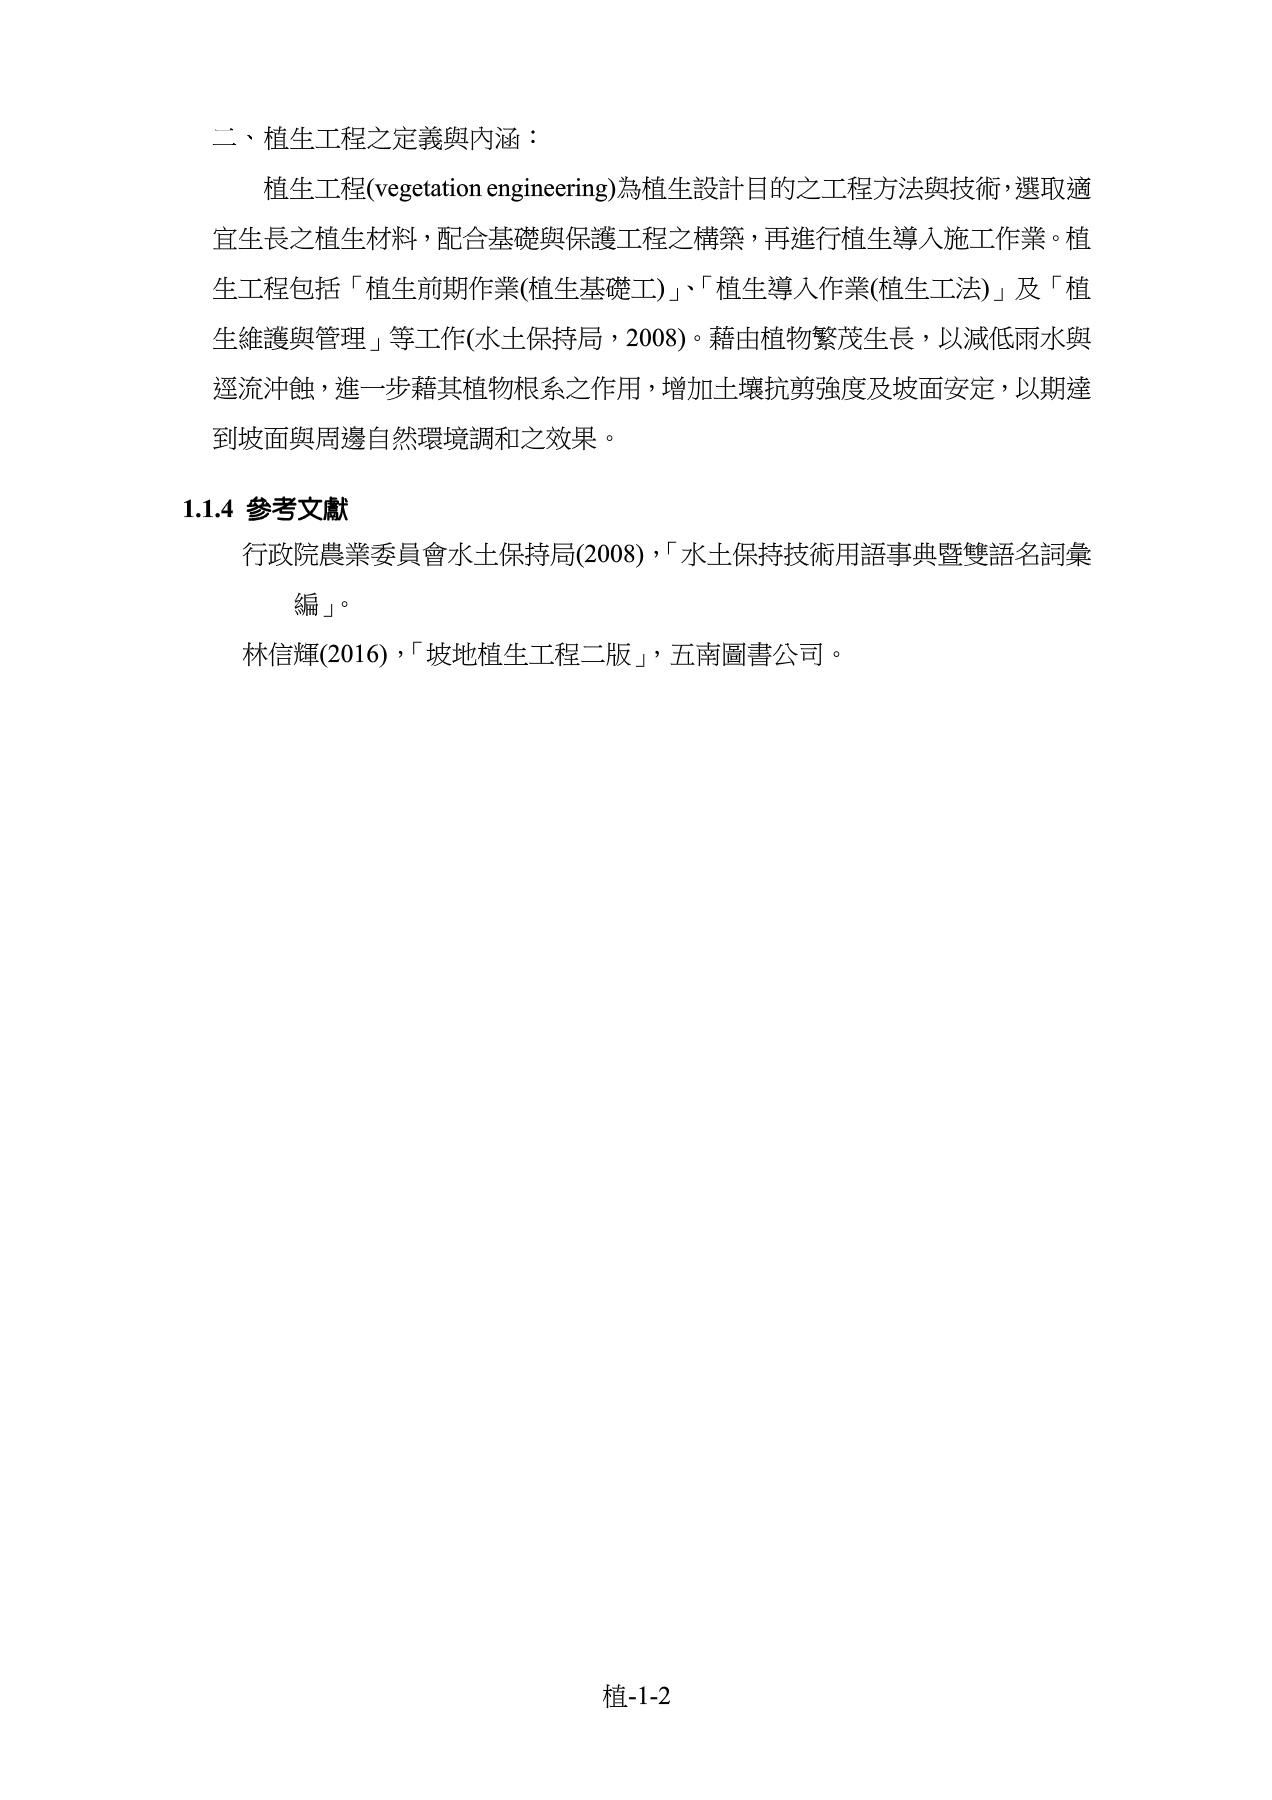 二、植生工程之定義與內涵：
植生工程(vegetation engineering)為植生設計目的之工程方法與技術，選取適
宜生長之植生材料，配合基礎與保護工程之構築，再進行植生導入施工作業。植
生工程包括「植生前期作業(植生基礎工)」、「植生導入作業(植生工法)」及「植
生維護與管理」等工作(水土保持局，2008)。藉由植物繁茂生長，以減低雨水與
逕流沖蝕，進一步藉其植物根系之作用，增加土壤抗剪強度及坡面安定，以期達
到坡面與周邊自然環境調和之效果。
1.1.4 參考文獻
行政院農業委員會水土保持局(2008)，「水土保持技術用語事典暨雙語名詞彙
編」。
林信輝(2016)，「坡地植生工程二版」，五南圖書公司。
植-1-2